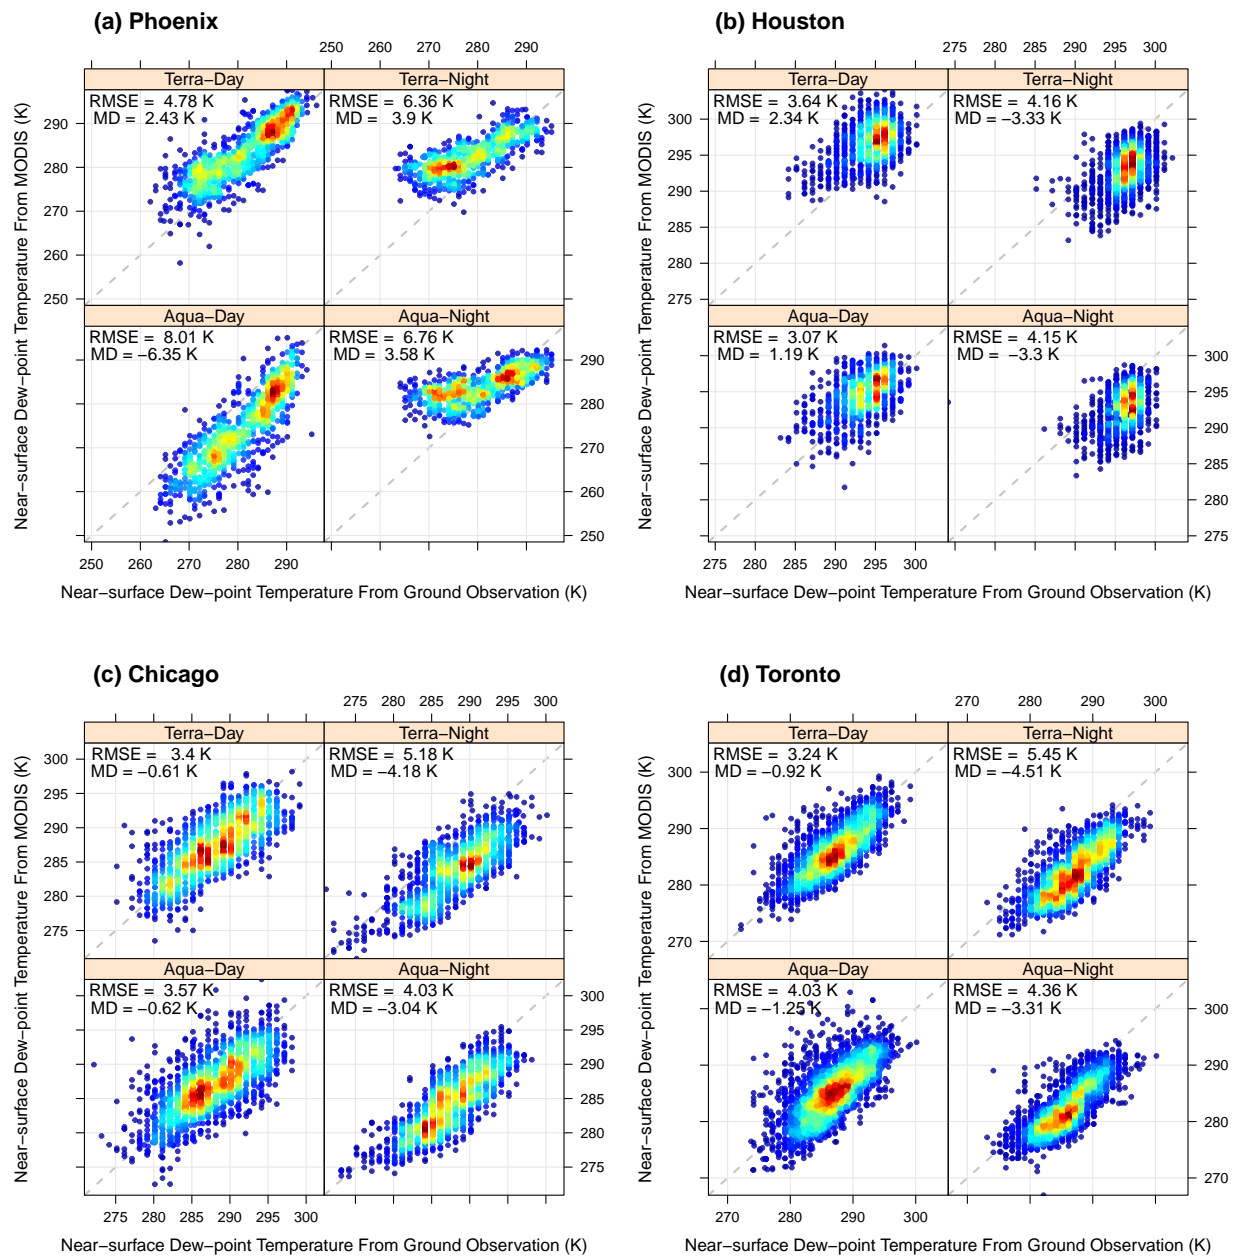 (a) Phoenix
(b) Houston
250 260 270 280 290
250 260 270 280 290
275 280 285 290 295 300
Terra−Day
Terra−Night
RMSE = 4.78 K
MD = 2.43 K
RMSE = 6.36 K
MD = 3.9 K
Terra−Day
Terra−Night
RMSE = 3.64 K
MD = 2.34 K
RMSE = 4.16 K
MD = −3.33 K
290
280
270
260
250
300
295
290
285
280
275
Aqua−Day
Aqua−Night
RMSE = 8.01 K
MD = −6.35 K
RMSE = 6.76 K
MD = 3.58 K
Aqua−Day
Aqua−Night
RMSE = 3.07 K
MD = 1.19 K
RMSE = 4.15 K
MD = −3.3 K
290
280
270
260
250
300
295
290
285
280
275
250 260 270 280 290
275 280 285 290 295 300
Near−surface Dew−point Temperature From MODIS (K)
Near−surface Dew−point Temperature From MODIS (K)
Near−surface Dew−point Temperature From Ground Observation (K)
Near−surface Dew−point Temperature From Ground Observation (K)
(c) Chicago
(d) Toronto
275 280 285 290 295 300
270 280 290 300
Terra−Day
Terra−Night
RMSE = 3.4 K
MD = −0.61 K
RMSE = 5.18 K
MD = −4.18 K
Terra−Day
Terra−Night
RMSE = 3.24 K
MD = −0.92 K
RMSE = 5.45 K
MD = −4.51 K
300
295
290
285
280
275
300
290
280
270
Aqua−Day
Aqua−Night
RMSE = 3.57 K
MD = −0.62 K
RMSE = 4.03 K
MD = −3.04 K
Aqua−Day
Aqua−Night
RMSE = 4.03 K
MD = −1.25 K
RMSE = 4.36 K
MD = −3.31 K
300
295
290
285
280
275
300
290
280
270
275 280 285 290 295 300
270 280 290 300
Near−surface Dew−point Temperature From MODIS (K)
Near−surface Dew−point Temperature From MODIS (K)
Near−surface Dew−point Temperature From Ground Observation (K)
Near−surface Dew−point Temperature From Ground Observation (K)